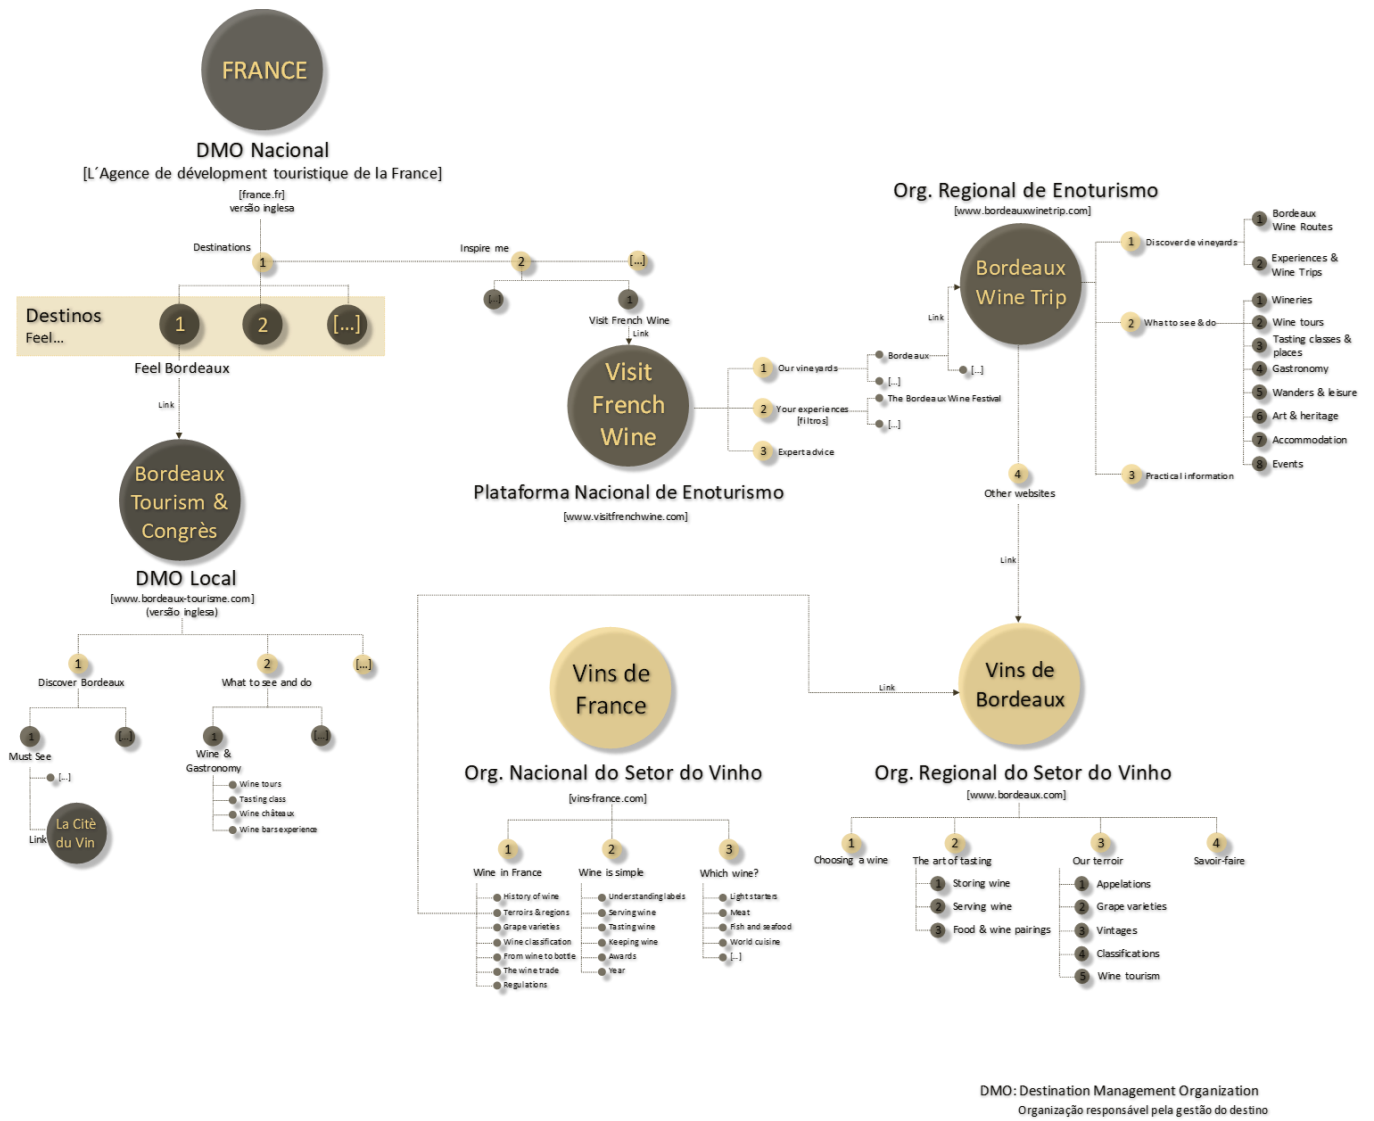 FRANCE
DMO Nacional
[L´Agence de dévelopment touristique de la France]
[france.fr]
versão inglesa
Destinations
1
Inspire me
2
[...]
Destinos
Feel...
1
2
[...]
Feel Bordeaux
Link
Bordeaux
Tourism &
Congrès
DMO Local
[www.bordeaux-tourisme.com]
(versão inglesa)
1
Discover Bordeaux
2
What to see and do
[...]
1
Must See
[...]
[...]
Link
La Citè
du Vin
1
Wine &
Gastronomy
[...]
Wine tours
Tasting class
Wine châteaux
Wine bars experience
[...]
1
Visit French Wine
Link
Visit
French
Wine
Plataforma Nacional de Enoturismo
[www.visitfrenchwine.com]
1
Our vineyards
Bordeaux
[...]
2
Your experiences
[filtros]
The Bordeaux Wine Festival
[...]
3
Expert advice
Link
[...]
Org. Regional de Enoturismo
[www.bordeauxwinetrip.com]
Bordeaux
Wine Trip
1
Discover de vineyards
1
Bordeaux
Wine Routes
2
Experiences &
Wine Trips
2
What to see & do
1
Wineries
2
Wine tours
3
Tasting classes &
places
4
Gastronomy
5
Wanders & leisure
6
Art & heritage
7
Accommodation
8
Events
3
Practical information
4
Other websites
Link
Vins de
France
Org. Nacional do Setor do Vinho
[vins-france.com]
1
Wine in France
History of wine
Terroirs & regions
Grape varieties
Wine classification
From wine to bottle
The wine trade
Regulations
2
Wine is simple
Understanding labels
Serving wine
Tasting wine
Keeping wine
Awards
Year
3
Which wine?
Light starters
Meat
Fish and seafood
World cuisine
[...]
Link
Vins de
Bordeaux
Org. Regional do Setor do Vinho
[www.bordeaux.com]
1
Choosing a wine
2
The art of tasting
1
Storing wine
2
Serving wine
3
Food & wine pairings
3
Our terroir
1
Appelations
2
Grape varieties
3
Vintages
4
Classifications
5
Wine tourism
4
Savoir-faire
DMO: Destination Management Organization
Organização responsável pela gestão do destino